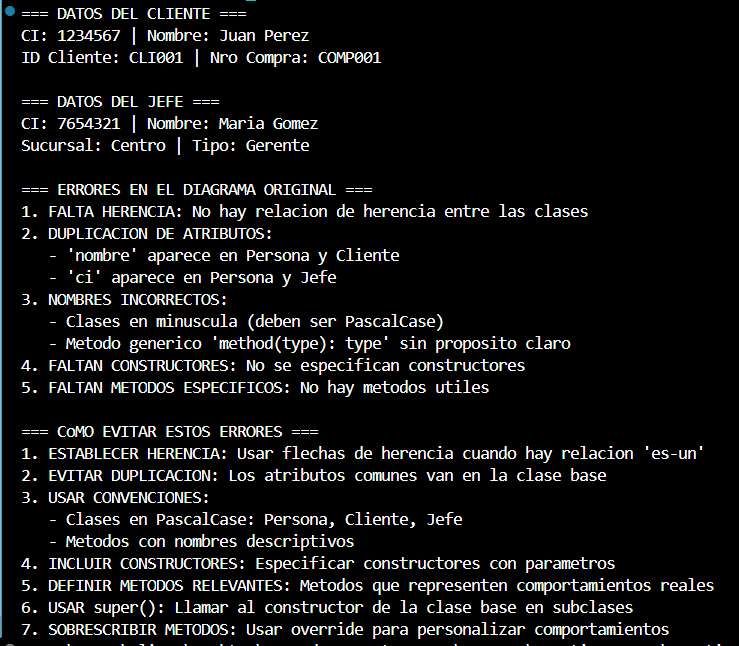 === DATOS DEL CLIENTE ===
CI: 1234567 | Nombre: Juan Perez
ID Cliente: CLI001 | Nro Compra: COMP001
=== DATOS DEL JEFE ===
CI: 7654321 | Nombre: Maria Gomez
Sucursal: Centro | Tipo: Gerente
=== ERRORES EN EL DIAGRAMA ORIGINAL ===
1. FALTA HERENCIA: No hay relacion de herencia entre las clases
2. DUPLICACION DE ATRIBUTOS:
- 'nombre' aparece en Persona y Cliente
- 'ci' aparece en Persona y Jefe
3. NOMBRES INCORRECTOS:
- Clases en minuscula (deben ser PascalCase)
- Metodo generico 'method(type): type' sin proposito claro
4. FALTAN CONSTRUCTORES: No se especifican constructores
5. FALTAN METODOS ESPECIFICOS: No hay metodos utiles
=== CoMO EVITAR ESTOS ERRORES ===
1. ESTABLECER HERENCIA: Usar flechas de herencia cuando hay relacion 'es-un'
2. EVITAR DUPLICACION: Los atributos comunes van en la clase base
3. USAR CONVENCIONES:
- Clases en PascalCase: Persona, Cliente, Jefe
- Metodos con nombres descriptivos
4. INCLUIR CONSTRUCTORES: Especificar constructores con parametros
5. DEFINIR METODOS RELEVANTES: Metodos que representen comportamientos reales
6. USAR super(): Llamar al constructor de la clase base en subclases
7. SOBRESCRIBIR METODOS: Usar override para personalizar comportamientos